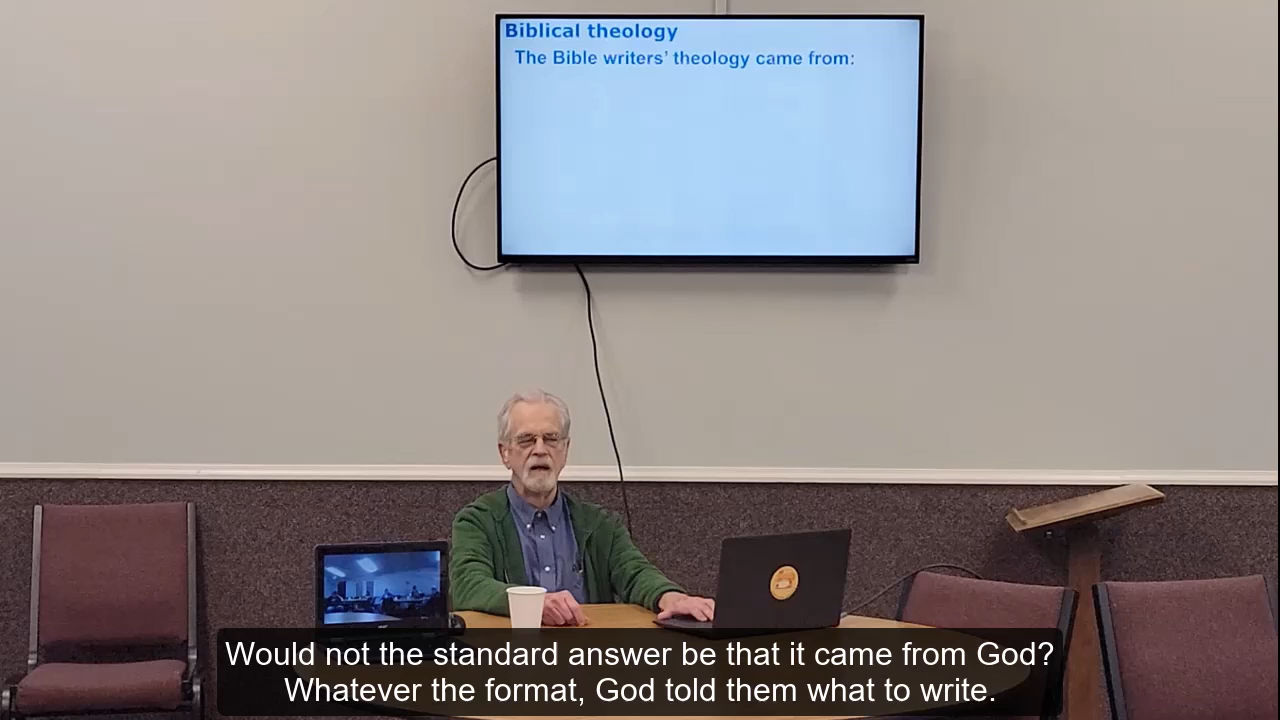 Biblical theology
The Bible writers’ theology came from:
Would not the standard answer be that it came from God?
Whatever the format, God told them what to write.